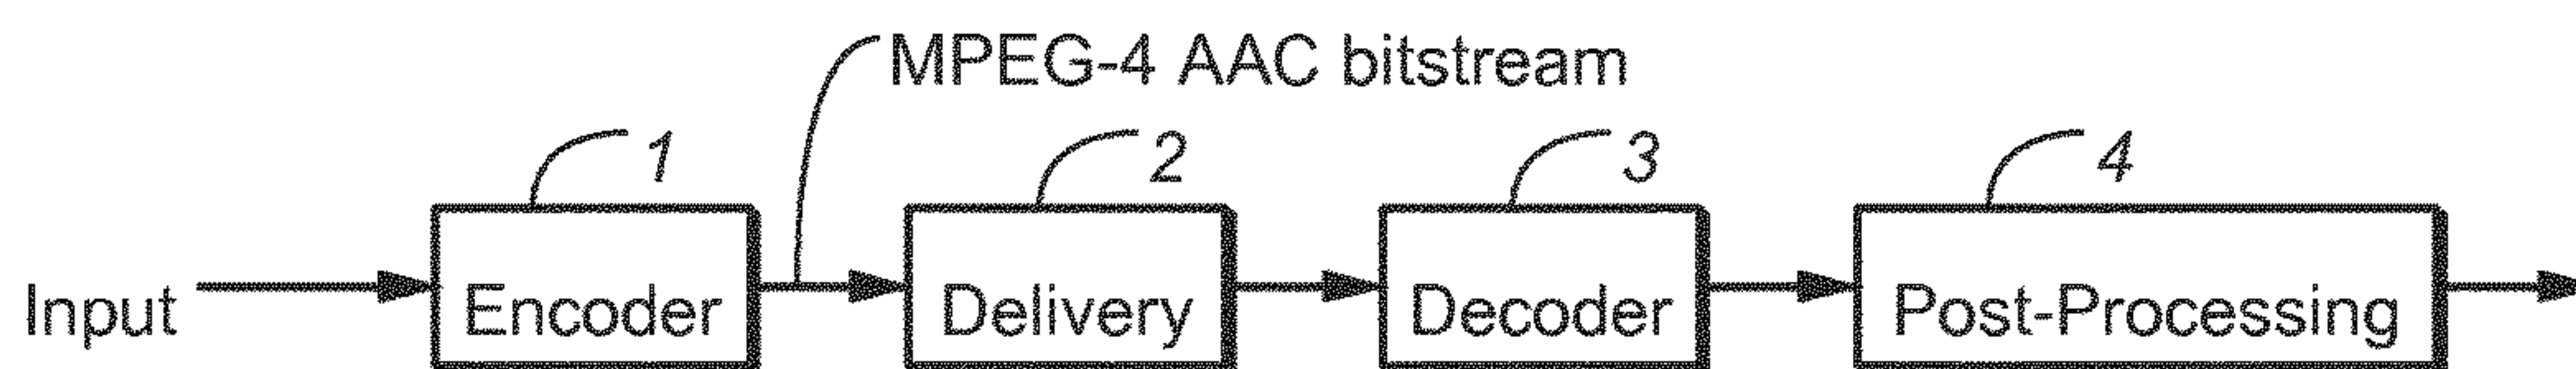 MPEG-4 AAC bitstream
1 2 3 4
Input Encoder Delivery Decoder Post-Processing